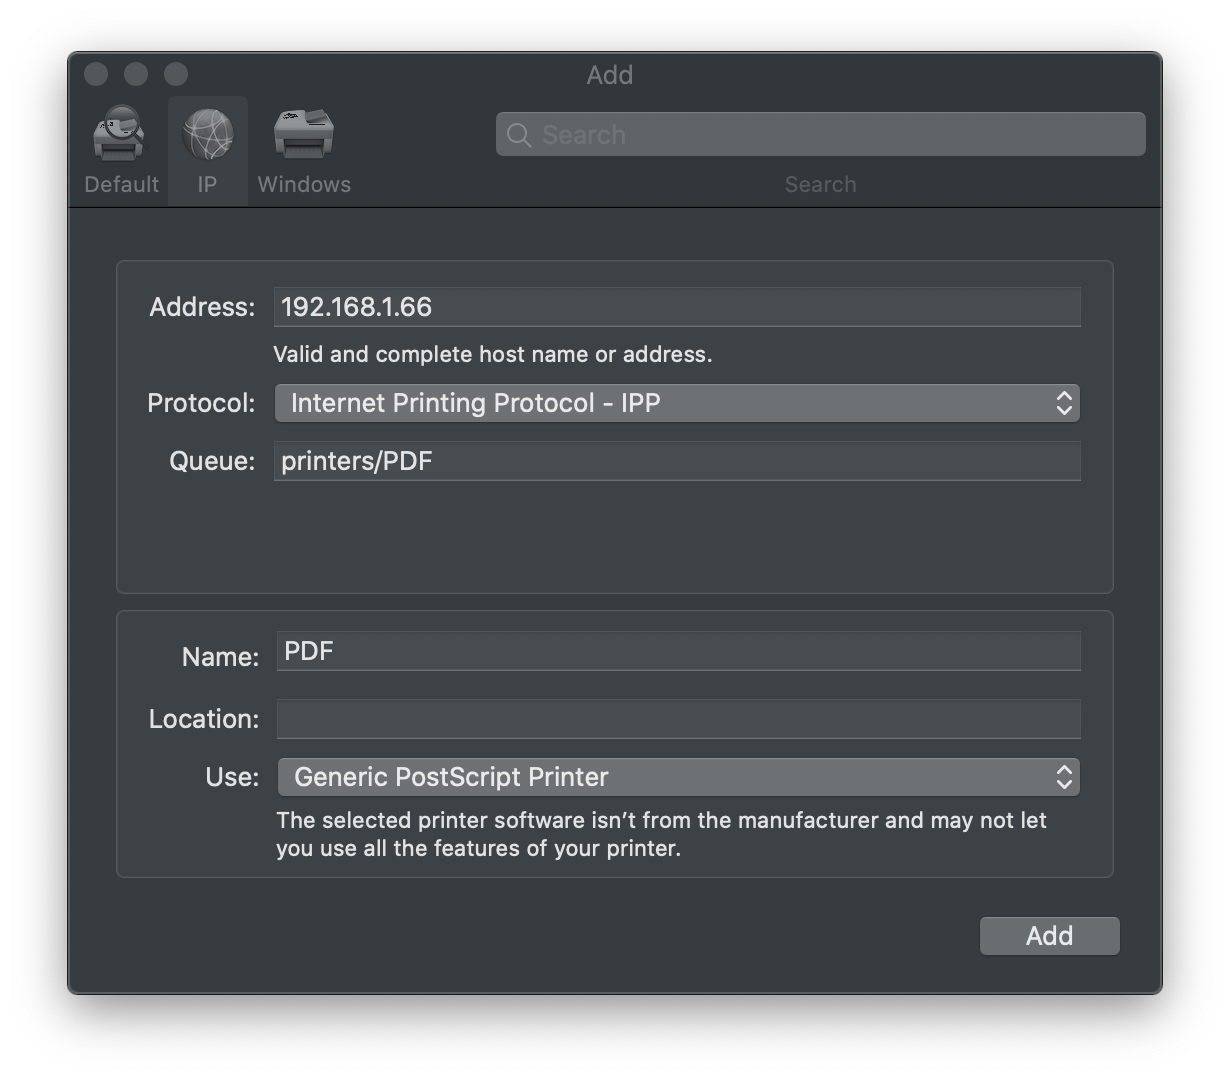 Add
Default
IP
Windows
Search
Search
Address: 192.168.1.66
Valid and complete host name or address.
Protocol: Internet Printing Protocol - IPP
Queue: printers/PDF
Name: PDF
Location:
Use: Generic PostScript Printer
The selected printer software isn’t from the manufacturer and may not let
you use all the features of your printer.
Add